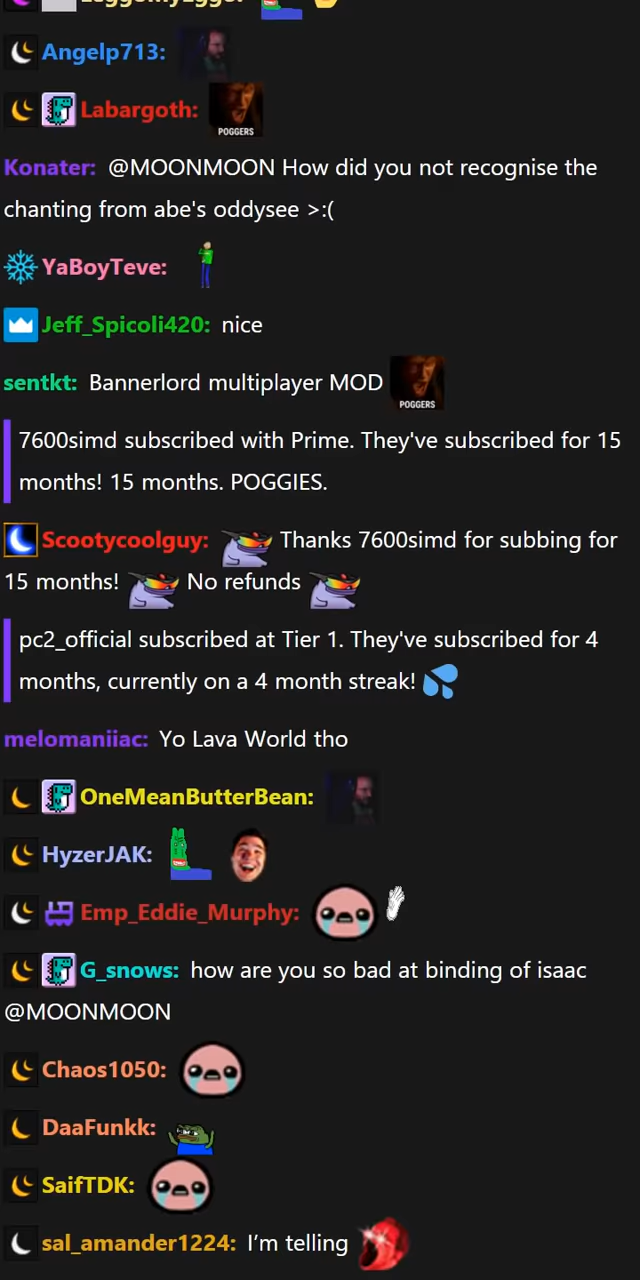 Angelp713:
Labargoth: POGGERS
Konater: @MOONMOON How did you not recognise the
chanting from abe's oddysee >:(
YaBoyTeve:
Jeff_Spicoli420: nice
sentkt: Bannerlord multiplayer MOD POGGERS
7600simd subscribed with Prime. They've subscribed for 15
months! 15 months. POGGIES.
Scootycoolguy: Thanks 7600simd for subbing for
15 months! No refunds
pc2_official subscribed at Tier 1. They've subscribed for 4
months, currently on a 4 month streak!
melomaniiac: Yo Lava World tho
OneMeanButterBean:
HyzerJAK:
Emp_Eddie_Murphy:
G_snows: how are you so bad at binding of isaac
@MOONMOON
Chaos1050:
DaaFunkk:
SaifTDK:
sal_amander1224: I’m telling